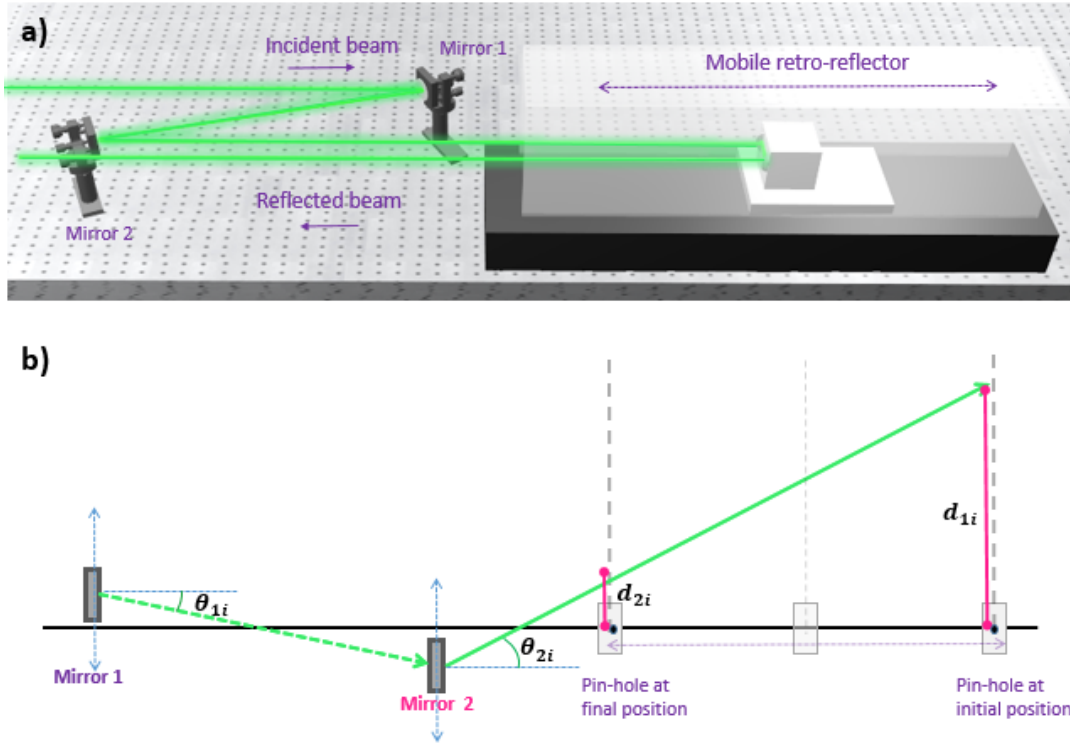 a)
Incident beam
Mirror 1
Mobile retro-reflector
Reflected beam
Mirror 2
b)
d₁ᵢ
θ₁ᵢ
d₂ᵢ
θ₂ᵢ
Mirror 1
Mirror 2
Pin-hole at
final position
Pin-hole at
initial position